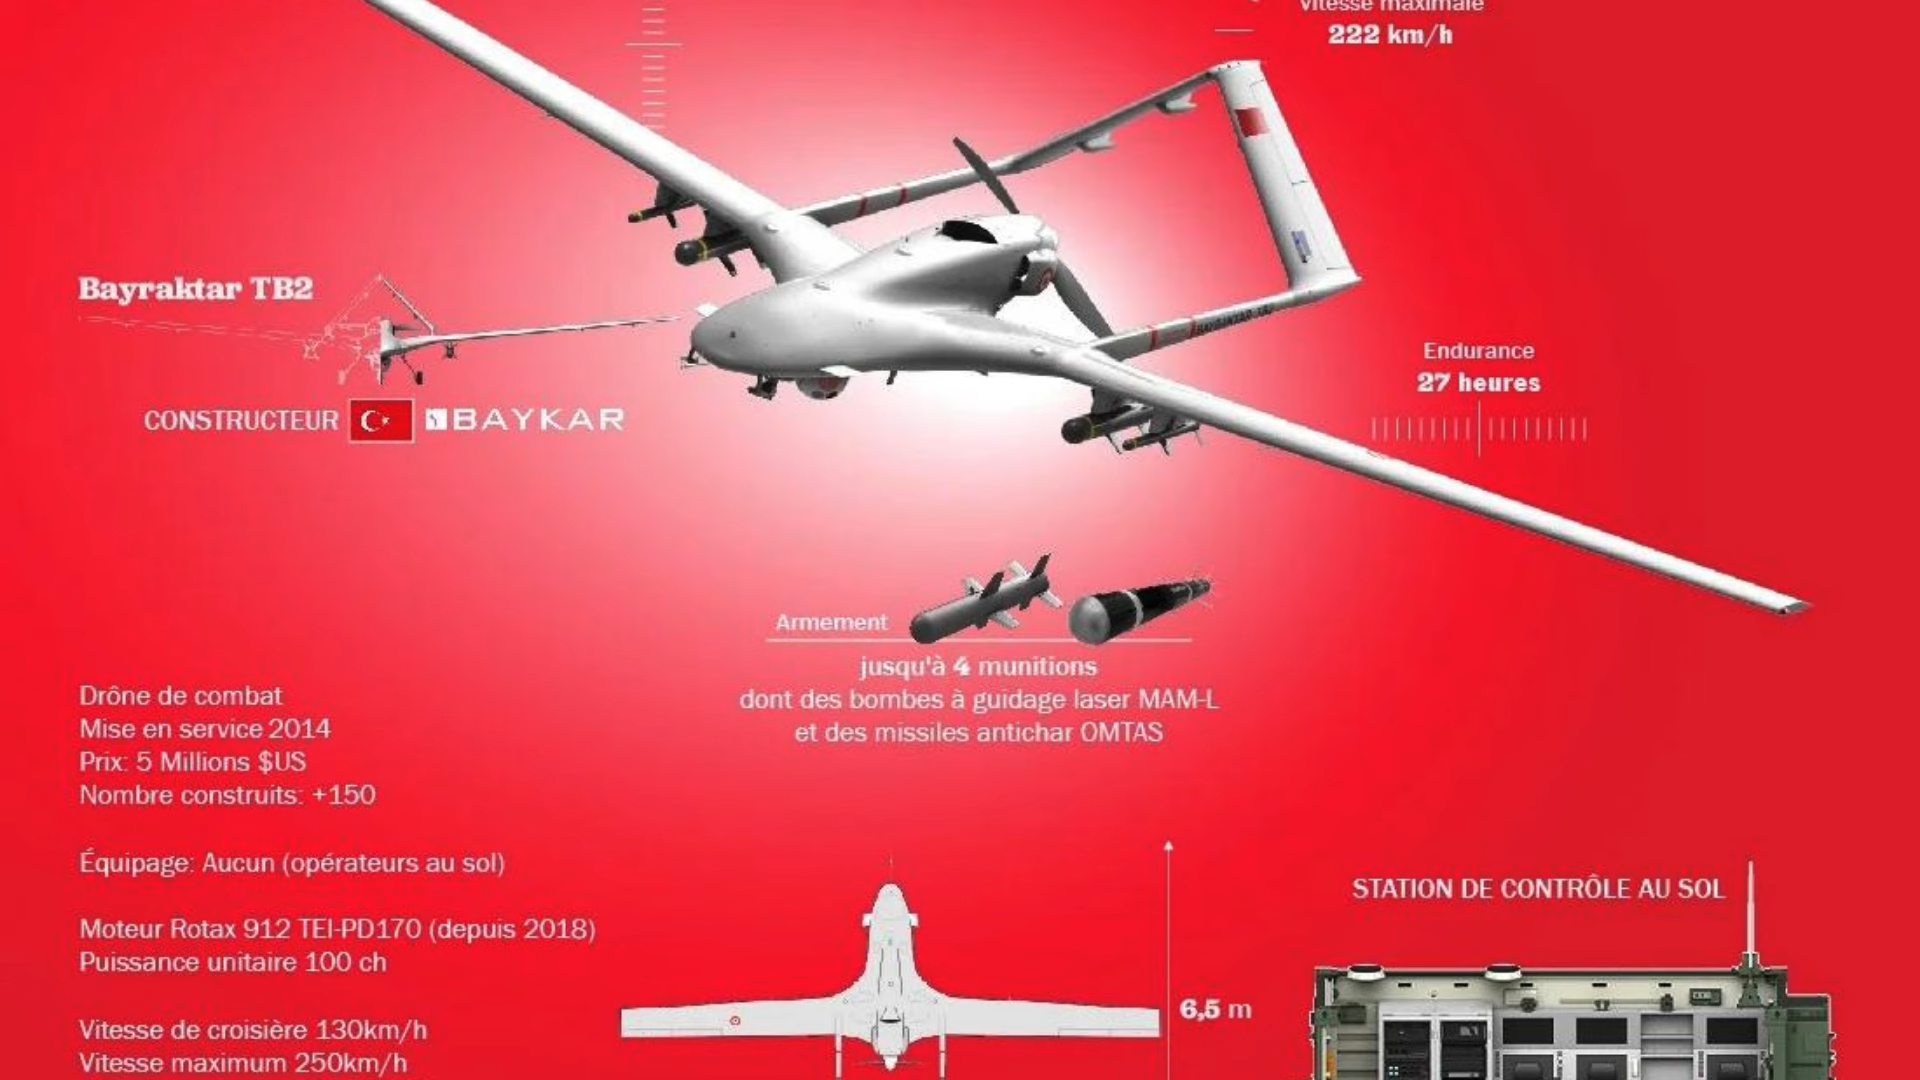 Vitesse maximale
222 km/h
Bayraktar TB2
CONSTRUCTEUR BAYKAR
Endurance
27 heures
Armement
jusqu'à 4 munitions
dont des bombes à guidage laser MAM-L
et des missiles antichar OMTAS
Drône de combat
Mise en service 2014
Prix: 5 Millions $US
Nombre construits: +150
Équipage: Aucun (opérateurs au sol)
Moteur Rotax 912 TEI-PD170 (depuis 2018)
Puissance unitaire 100 ch
Vitesse de croisière 130km/h
Vitesse maximum 250km/h
6,5 m
STATION DE CONTRÔLE AU SOL